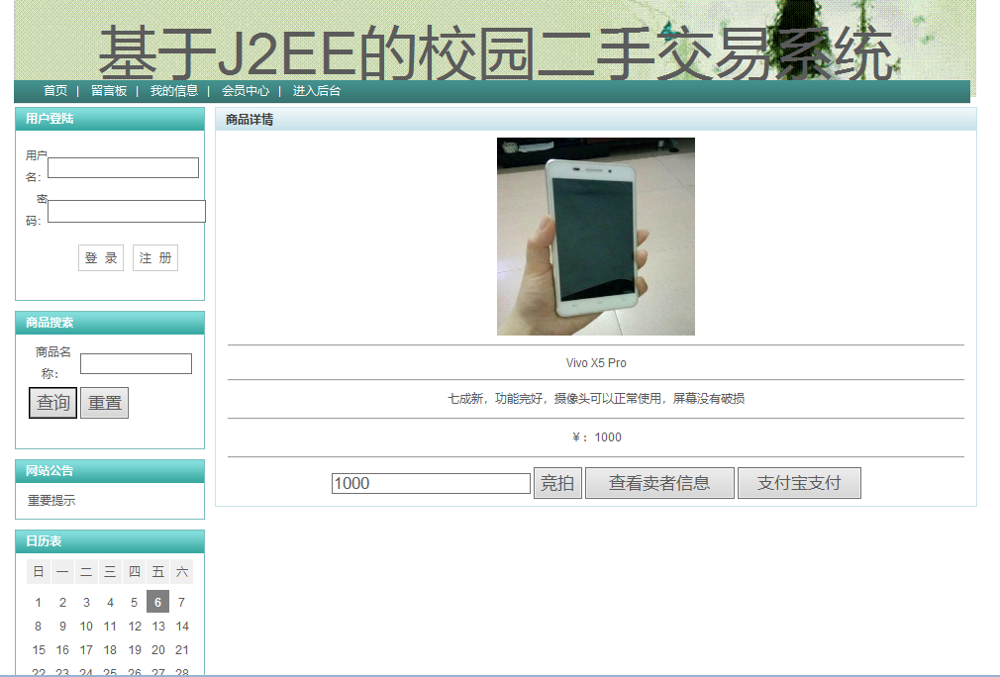 基于J2EE的校园二手交易系统
首页 | 留言板 | 我的信息 | 会员中心 | 进入后台
用户登陆
用户
名:
密
码:
登 录 注 册
商品搜索
商品名
称:
查询 重置
网站公告
重要提示
日历表
日 一 二 三 四 五 六
1 2 3 4 5 6 7
8 9 10 11 12 13 14
15 16 17 18 19 20 21
22 23 24 25 26 27 28
商品详情
Vivo X5 Pro
七成新，功能完好，摄像头可以正常使用，屏幕没有破损
￥：1000
1000 竞拍 查看卖者信息 支付宝支付